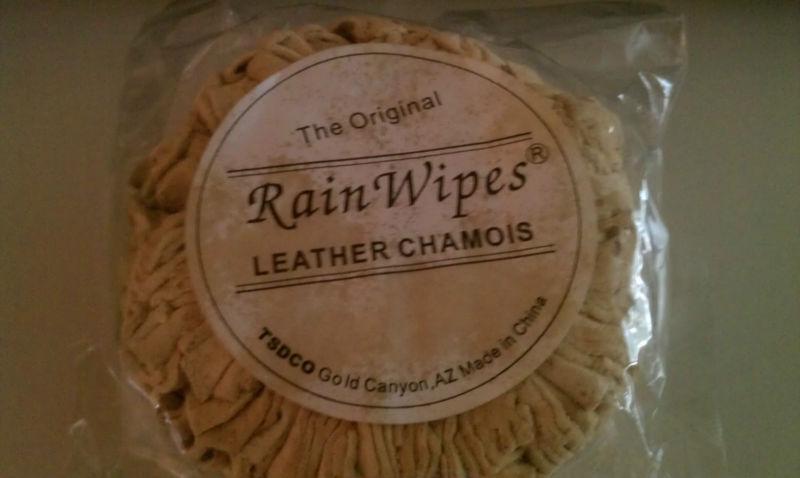 The Original
RainWipes®
LEATHER CHAMOIS
TSDCO Gold Canyon,AZ Made in China